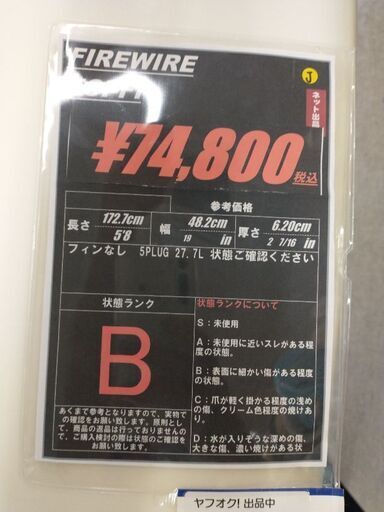 FIREWIRE
J
ネット出品
¥74,800
税込
参考価格
長さ 172.7cm 5'8 幅 48.2cm 19 in 厚さ 6.20cm 2 7/16 in
フィンなし 5PLUG 27.7L 状態ご確認ください
状態ランク
B
あくまで参考となりますので、実物での確認をお願い致します。原則として、商品の返品は行っておりませんので、ご購入検討の際は状態のご確認をお願い致します。
状態ランクについて
S：未使用
A：未使用に近いスレがある程
度の状態。
B：表面に細かい傷がある程度
の状態。
C：爪が軽く掛かる程度の浅め
の傷、クリーム色程度の焼けあ
り。
D：水が入りそうな深めの傷、
大きな傷、濃い焼けがある状
ヤフオク! 出品中